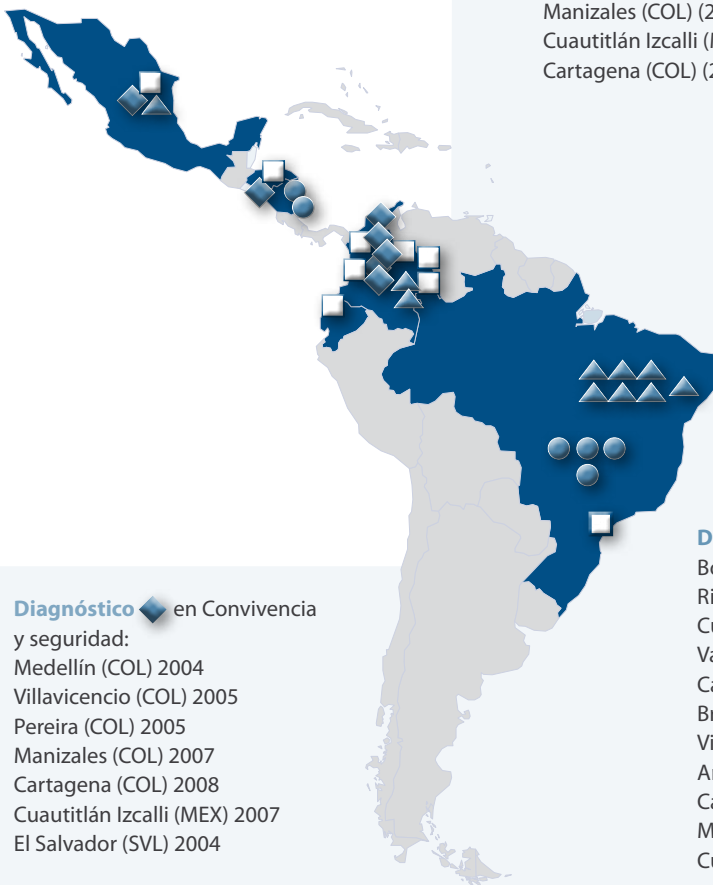 Manizales (COL)
Cuautitlán Izcalli
Cartagena (COL)
Diagnóstico en Convivencia
y seguridad:
Medellín (COL) 2004
Villavicencio (COL) 2005
Pereira (COL) 2005
Manizales (COL) 2007
Cartagena (COL) 2008
Cuautitlán Izcalli (MEX) 2007
El Salvador (SVL) 2004